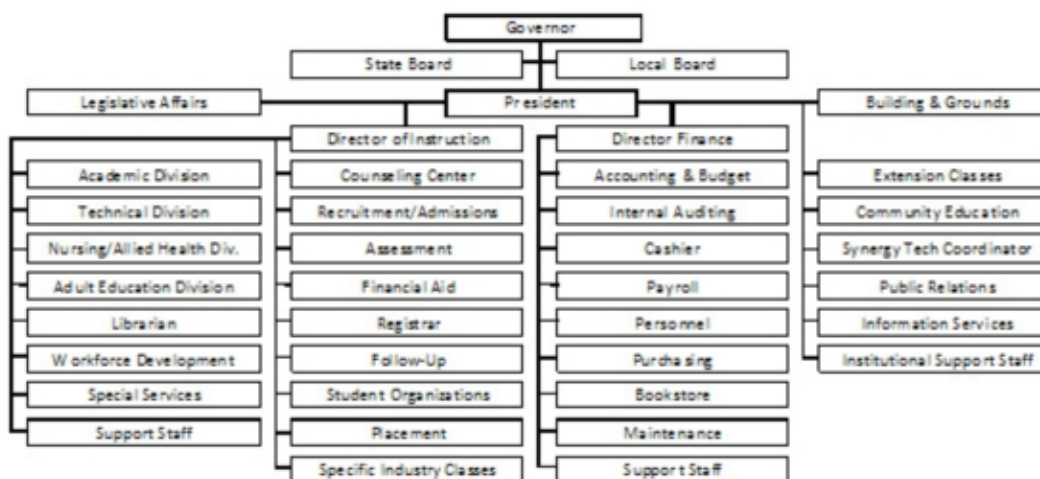 Governor
State Board
Local Board
Legislative Affairs
President
Building & Grounds
Director of Instruction
Director Finance
Academic Division
Counseling Center
Accounting & Budget
Extension Classes
Technical Division
Recruitment/Admissions
Internal Auditing
Community Education
Nursing/Allied Health Div.
Assessment
Cashier
Synergy Tech Coordinator
Adult Education Division
Financial Aid
Payroll
Public Relations
Librarian
Registrar
Personnel
Information Services
Workforce Development
Follow-Up
Purchasing
Institutional Support Staff
Special Services
Student Organizations
Bookstore
Support Staff
Placement
Maintenance
Specific Industry Classes
Support Staff